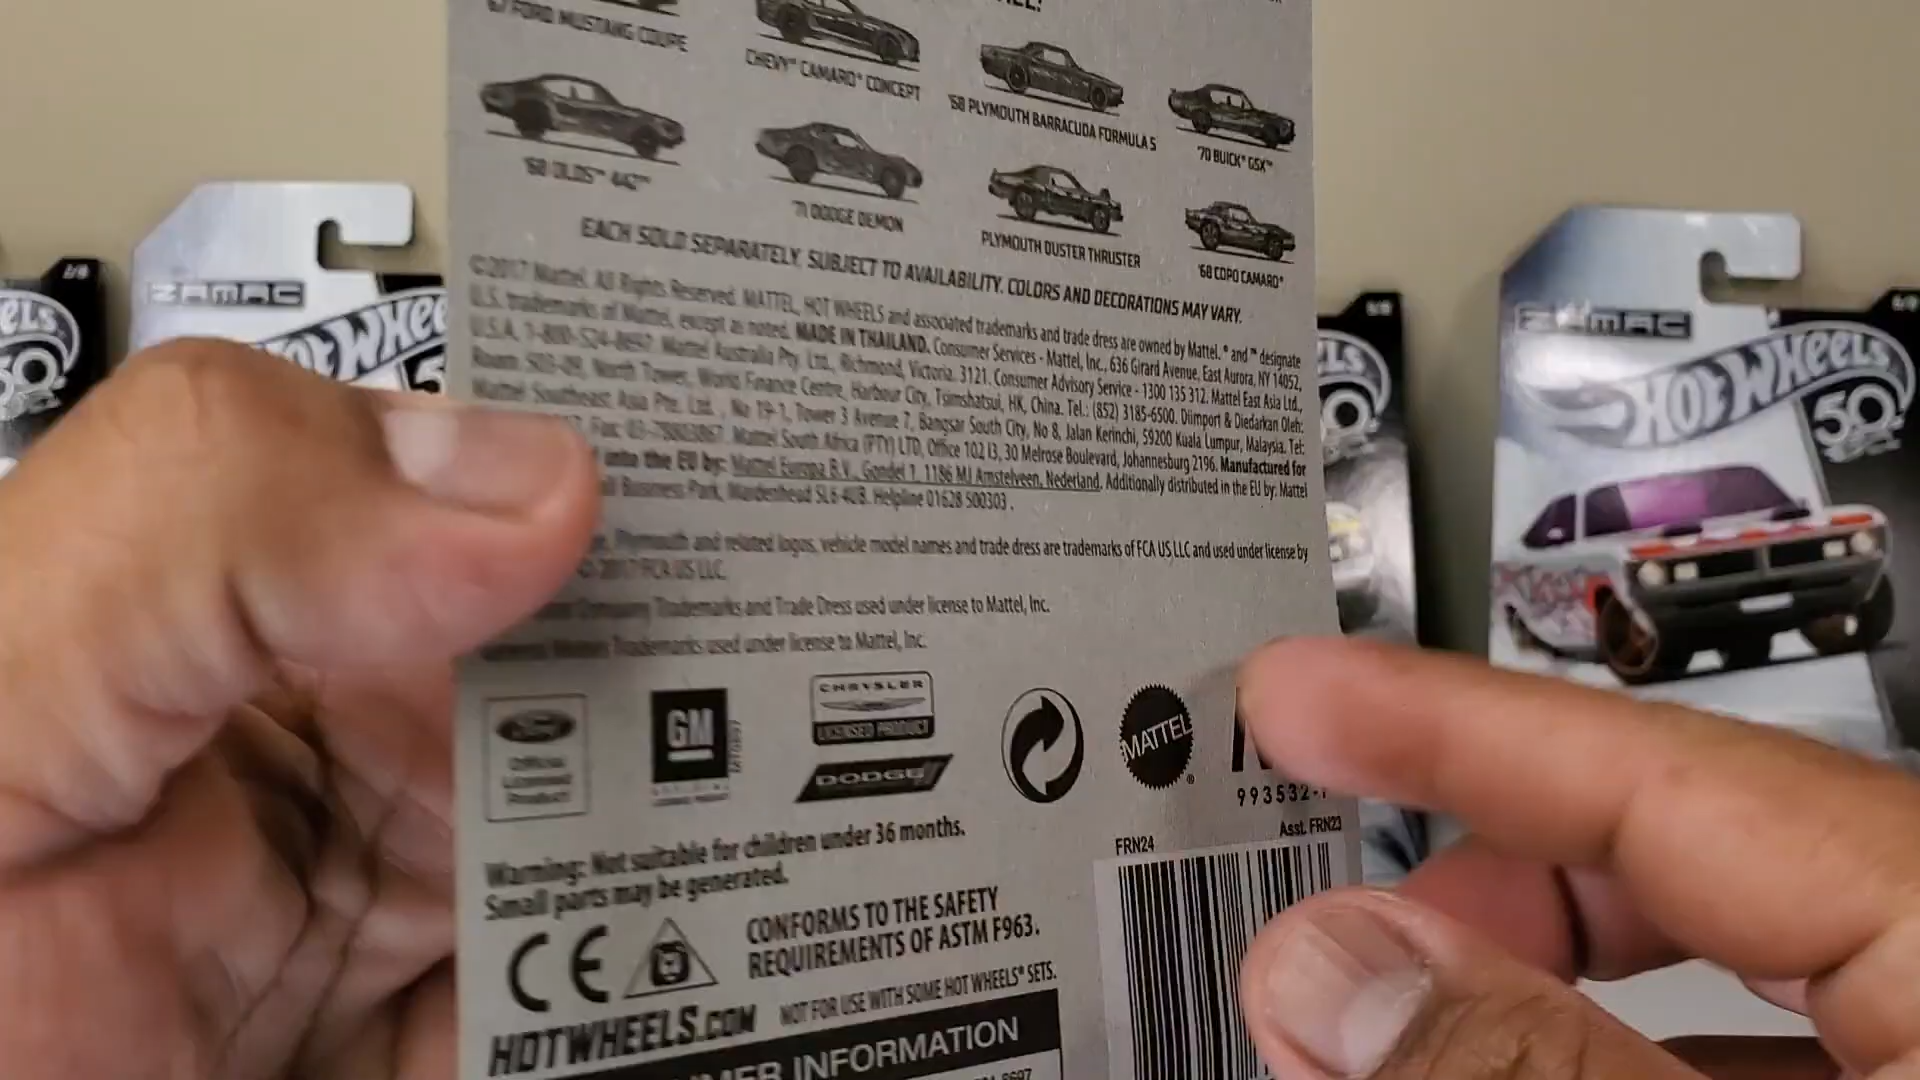 '67 FORD MUSTANG COUPE
CHEVY® CAMARO® CONCEPT
'68 PLYMOUTH BARRACUDA FORMULA S
'70 BUICK® GSX™
'68 OLDS™ 442™
'71 DODGE DEMON
PLYMOUTH DUSTER THRUSTER
'68 COPO CAMARO®
EACH SOLD SEPARATELY. SUBJECT TO AVAILABILITY. COLORS AND DECORATIONS MAY VARY.
©2017 Mattel. All Rights Reserved. MATTEL, HOT WHEELS and associated trademarks and trade dress are owned by Mattel. ® and ™ designate
U.S. trademarks of Mattel, except as noted. MADE IN THAILAND. Consumer Services - Mattel, Inc., 636 Girard Avenue, East Aurora, NY 14052,
U.S.A. 1-800-524-8697. Mattel Australia Pty. Ltd., Richmond, Victoria. 3121. Consumer Advisory Service - 1300 135 312. Mattel East Asia Ltd.,
Room 503-09, North Tower, World Finance Centre, Harbour City, Tsimshatsui, HK, China. Tel.: (852) 3185-6500. Diimport & Diedarkan Oleh:
Mattel Southeast Asia Pte. Ltd., No 19-1, Tower 3 Avenue 7, Bangsar South City, No 8, Jalan Kerinchi, 59200 Kuala Lumpur, Malaysia. Tel:
Fax: 03-78803867. Mattel South Africa (PTY) LTD, Office 102 I3, 30 Melrose Boulevard, Johannesburg 2196. Manufactured for
into the EU by: Mattel Europa B.V., Gondel 1, 1186 MJ Amstelveen, Nederland. Additionally distributed in the EU by: Mattel
Business Park, Maidenhead SL6 4UB. Helpline 01628 500303.
Plymouth and related logos, vehicle model names and trade dress are trademarks of FCA US LLC and used under license by
©2017 FCA US LLC.
Company Trademarks and Trade Dress used under license to Mattel, Inc.
Trademarks used under license to Mattel, Inc.
Ford
Official
Licensed
Product
GM
CHRYSLER
LICENSED PRODUCT
DODGE
MATTEL
993532-
FRN24
Asst. FRN23
Warning: Not suitable for children under 36 months.
Small parts may be generated.
CE
CONFORMS TO THE SAFETY
REQUIREMENTS OF ASTM F963.
HOTWHEELS.COM
NOT FOR USE WITH SOME HOT WHEELS® SETS.
INFORMATION
ZAMAC
HOT WHEELS
ZAMAC
HOT WHEELS
50